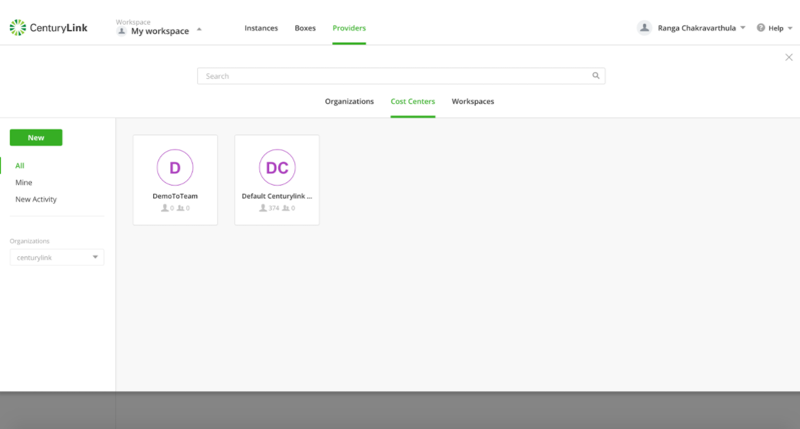 CenturyLink
Workspace
My workspace
Instances Boxes Providers
Ranga Chakravarthula
Help
Search
Organizations Cost Centers Workspaces
New
All
Mine
New Activity
Organizations
centurylink
D
DemoToTeam
0 0
DC
Default Centurylink ...
374 0